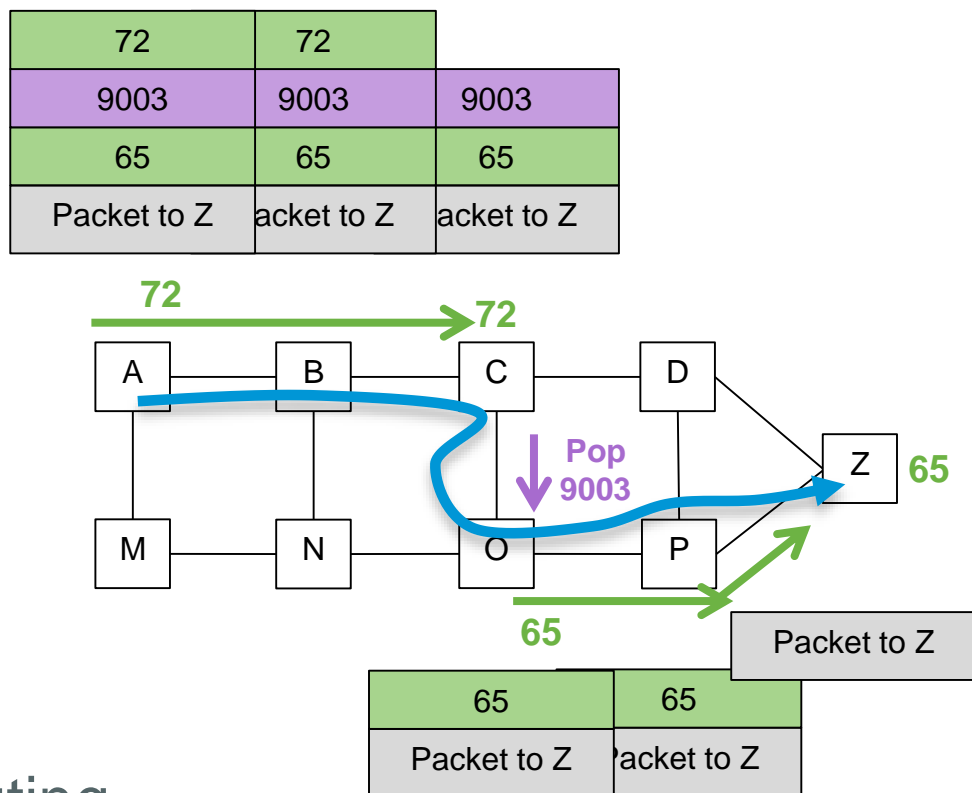 72 72
9003 9003 9003
65 65 65
Packet to Z acket to Z acket to Z
72
72
A B C D
Pop
9003
Z 65
M N O P
65
Packet to Z
65 65
Packet to Z Packet to Z